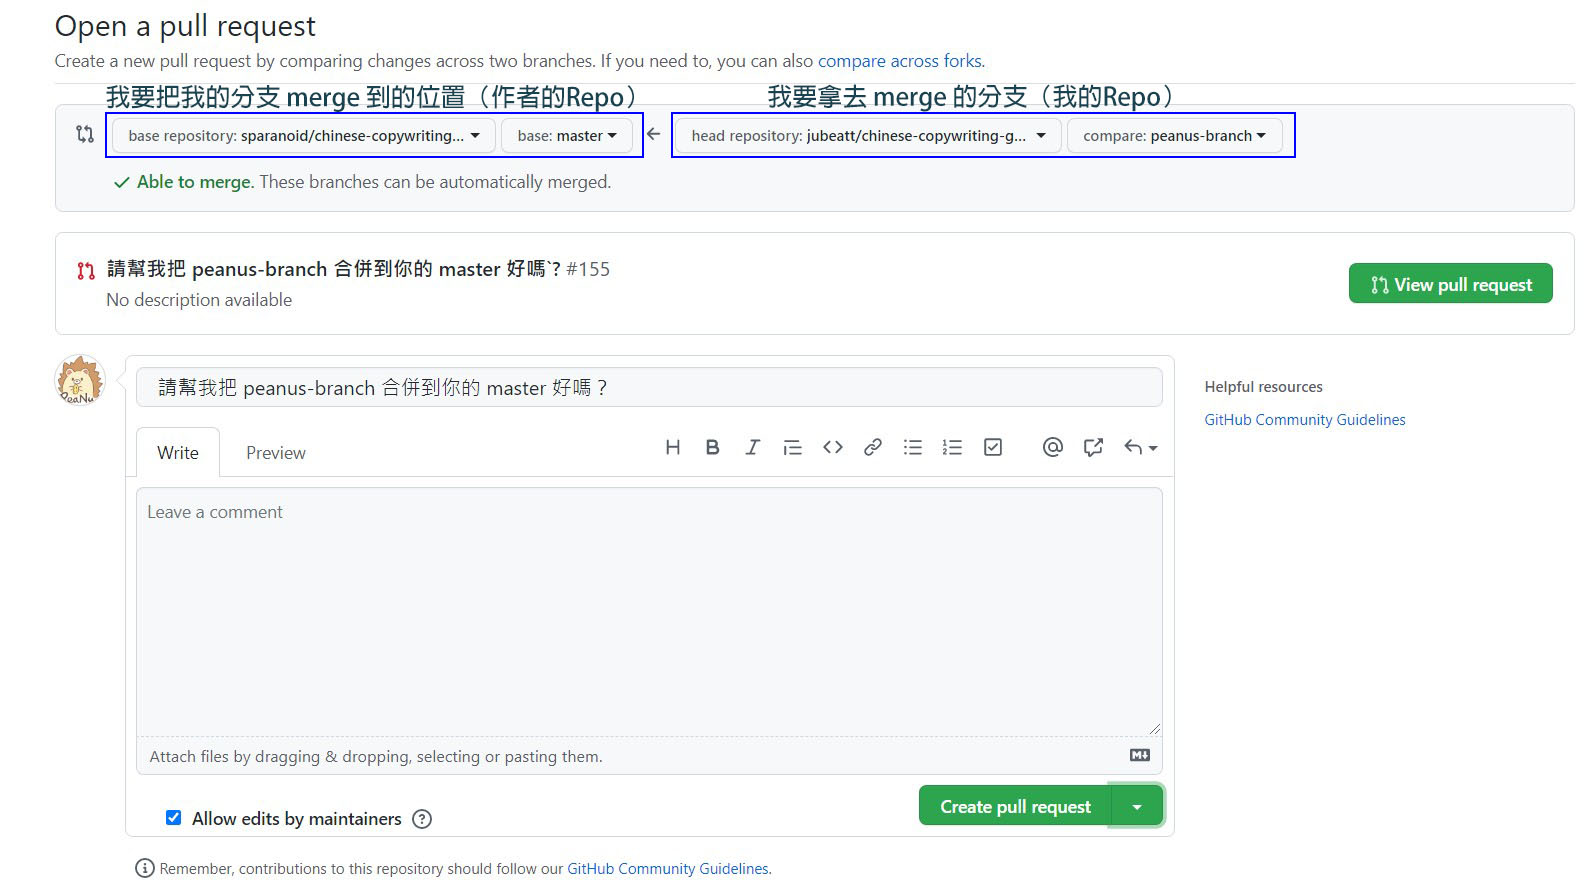 Open a pull request
Create a new pull request by comparing changes across two branches. If you need to, you can also compare across forks.
我要把我的分支 merge 到的位置（作者的Repo）
我要拿去 merge 的分支（我的Repo）
base repository: sparanoid/chinese-copywriting... base: master
head repository: jubeatt/chinese-copywriting-g... compare: peanus-branch
Able to merge. These branches can be automatically merged.
請幫我把 peanus-branch 合併到你的 master 好嗎`? #155
No description available
View pull request
PeaNu
請幫我把 peanus-branch 合併到你的 master 好嗎？
Helpful resources
GitHub Community Guidelines
Write Preview
Leave a comment
Attach files by dragging & dropping, selecting or pasting them.
Allow edits by maintainers
Create pull request
Remember, contributions to this repository should follow our GitHub Community Guidelines.